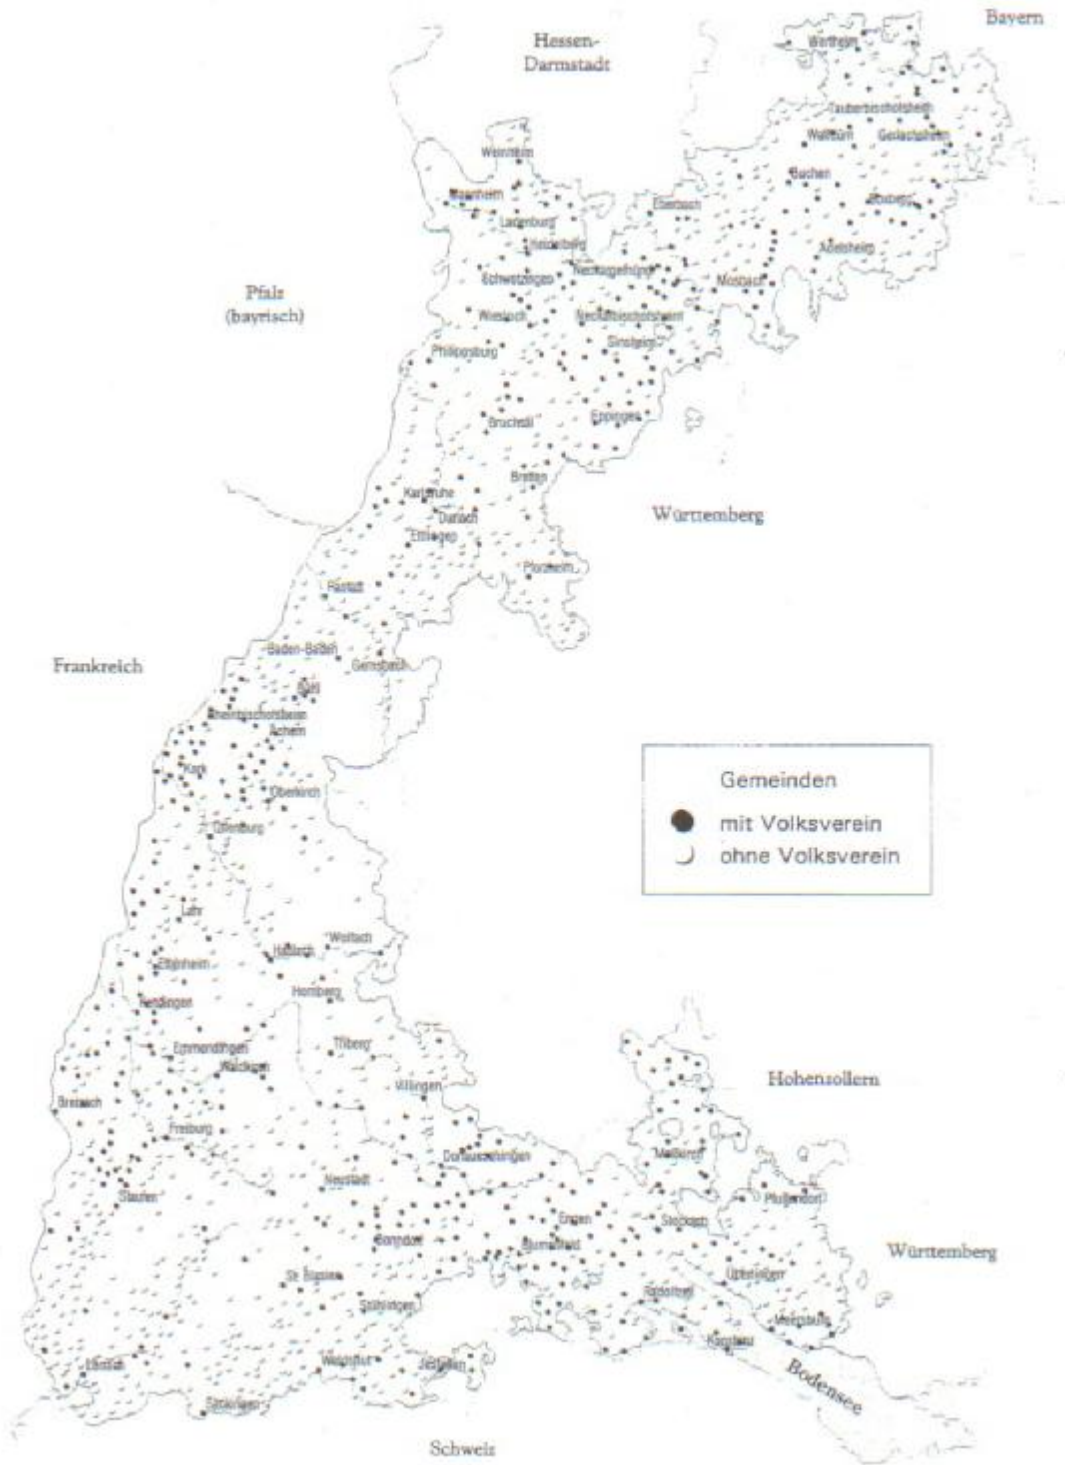 Bayern
Hessen-
Darmstadt
Wertheim
Tauberbischofsheim
Walldürn
Gerlachsheim
Weinheim
Buchen
Mannheim
Boxberg
Eberbach
Ladenburg
Heidelberg
Adelsheim
Neckargemünd
Schwetzingen
Mosbach
Pfalz
(bayrisch)
Wiesloch
Neckarbischofsheim
Sinsheim
Philippsburg
Eppingen
Bruchsal
Bretten
Karlsruhe
Durlach
Württemberg
Ettlingen
Pforzheim
Rastatt
Baden-Baden
Gernsbach
Frankreich
Bühl
Rheinbischofsheim
Achern
Kork
Gemeinden
Oberkirch
mit Volksverein
Offenburg
ohne Volksverein
Lahr
Wolfach
Haslach
Ettenheim
Hornberg
Kenzingen
Triberg
Emmendingen
Waldkirch
Hohenzollern
Villingen
Breisach
Freiburg
Donaueschingen
Meßkirch
Neustadt
Staufen
Pfullendorf
Engen
Stockach
Bonndorf
Blumenfeld
Württemberg
St Blasien
Überlingen
Radolfzell
Stühlingen
Meersburg
Konstanz
Lörrach
Waldshut
Jestetten
Bodensee
Säckingen
Schweiz